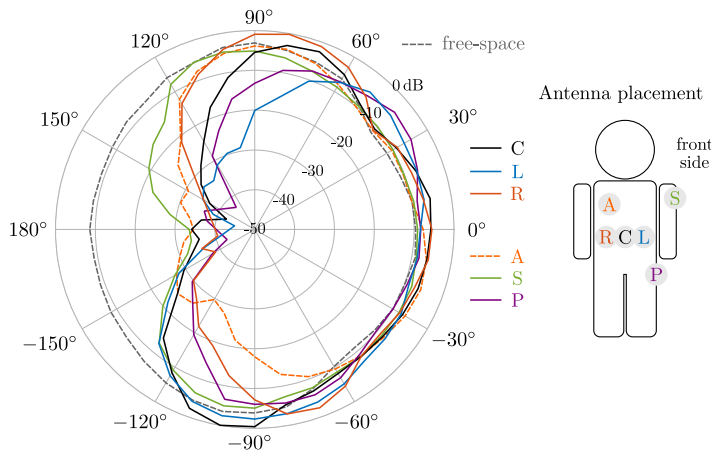 90°
120°
60°
free-space
0 dB
Antenna placement
-10
150°
30°
-20
front
side
C
-30
L
S
R
-40
A
180°
-50
0°
R C L
A
S
P
P
−150°
−30°
−120°
−60°
−90°